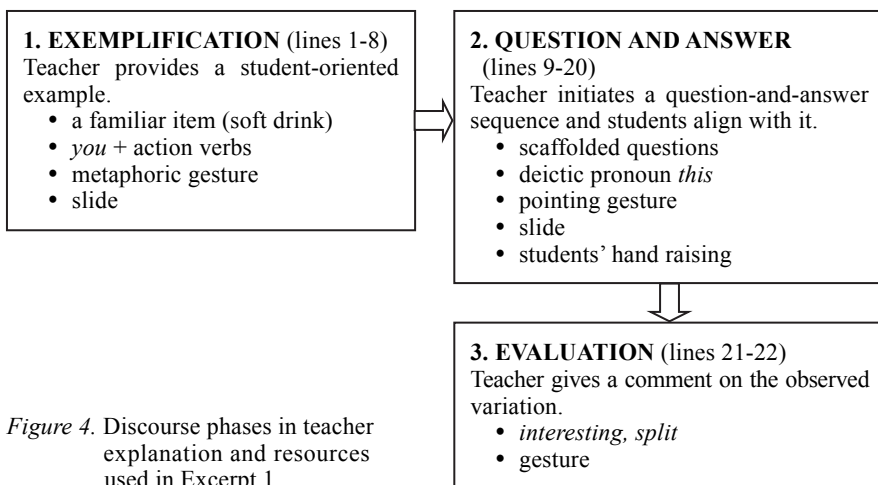 1. EXEMPLIFICATION (lines 1-8)
Teacher provides a student-oriented
example.
• a familiar item (soft drink)
• you + action verbs
• metaphoric gesture
• slide
2. QUESTION AND ANSWER
(lines 9-20)
Teacher initiates a question-and-answer
sequence and students align with it.
• scaffolded questions
• deictic pronoun this
• pointing gesture
• slide
• students’ hand raising
3. EVALUATION (lines 21-22)
Teacher gives a comment on the observed
variation.
• interesting, split
• gesture
Figure 4. Discourse phases in teacher
explanation and resources
used in Excerpt 1